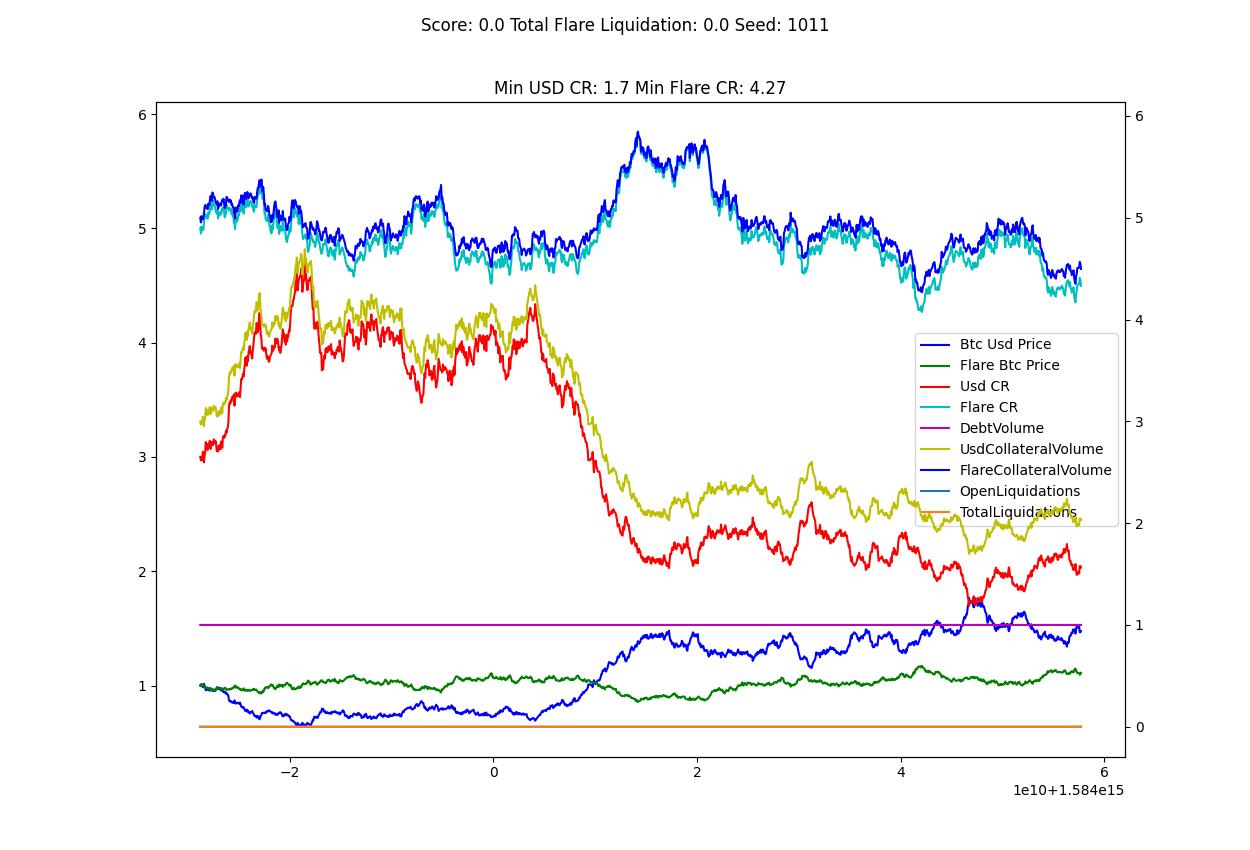 Score: 0.0 Total Flare Liquidation: 0.0 Seed: 1011
Min USD CR: 1.7 Min Flare CR: 4.27
6
5
4
3
2
1
6
5
4
3
2
1
0
Btc Usd Price
Flare Btc Price
Usd CR
Flare CR
DebtVolume
UsdCollateralVolume
FlareCollateralVolume
OpenLiquidations
TotalLiquidations
−2 0 2 4 6
1e10+1.584e15